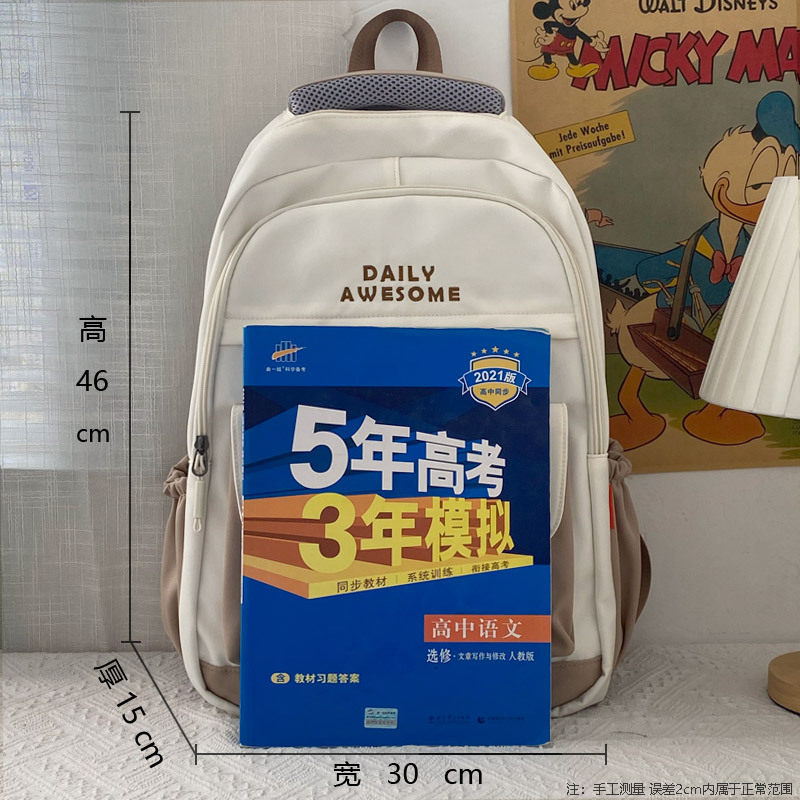 WALT DISNEYS
MICKY MA
Jede Woche
mit Preisaufgabe!
DAILY
AWESOME
高
46
cm
2021版
高中同步
5年高考
3年模拟
同步教材 | 系统训练 | 衔接高考
高中语文
选修·文章写作与修改 人教版
含 教材习题答案
厚15cm
宽 30 cm
注：手工测量 误差2cm内属于正常范围